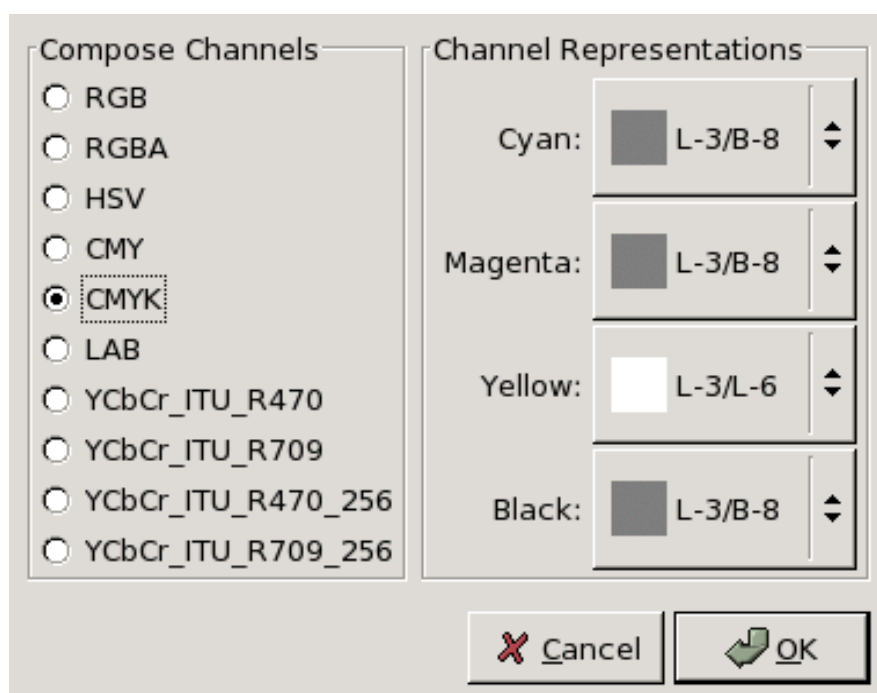 Compose Channels
RGB
RGBA
HSV
CMY
CMYK
LAB
YCbCr_ITU_R470
YCbCr_ITU_R709
YCbCr_ITU_R470_256
YCbCr_ITU_R709_256
Channel Representations
Cyan: L-3/B-8
Magenta: L-3/B-8
Yellow: L-3/L-6
Black: L-3/B-8
Cancel
OK